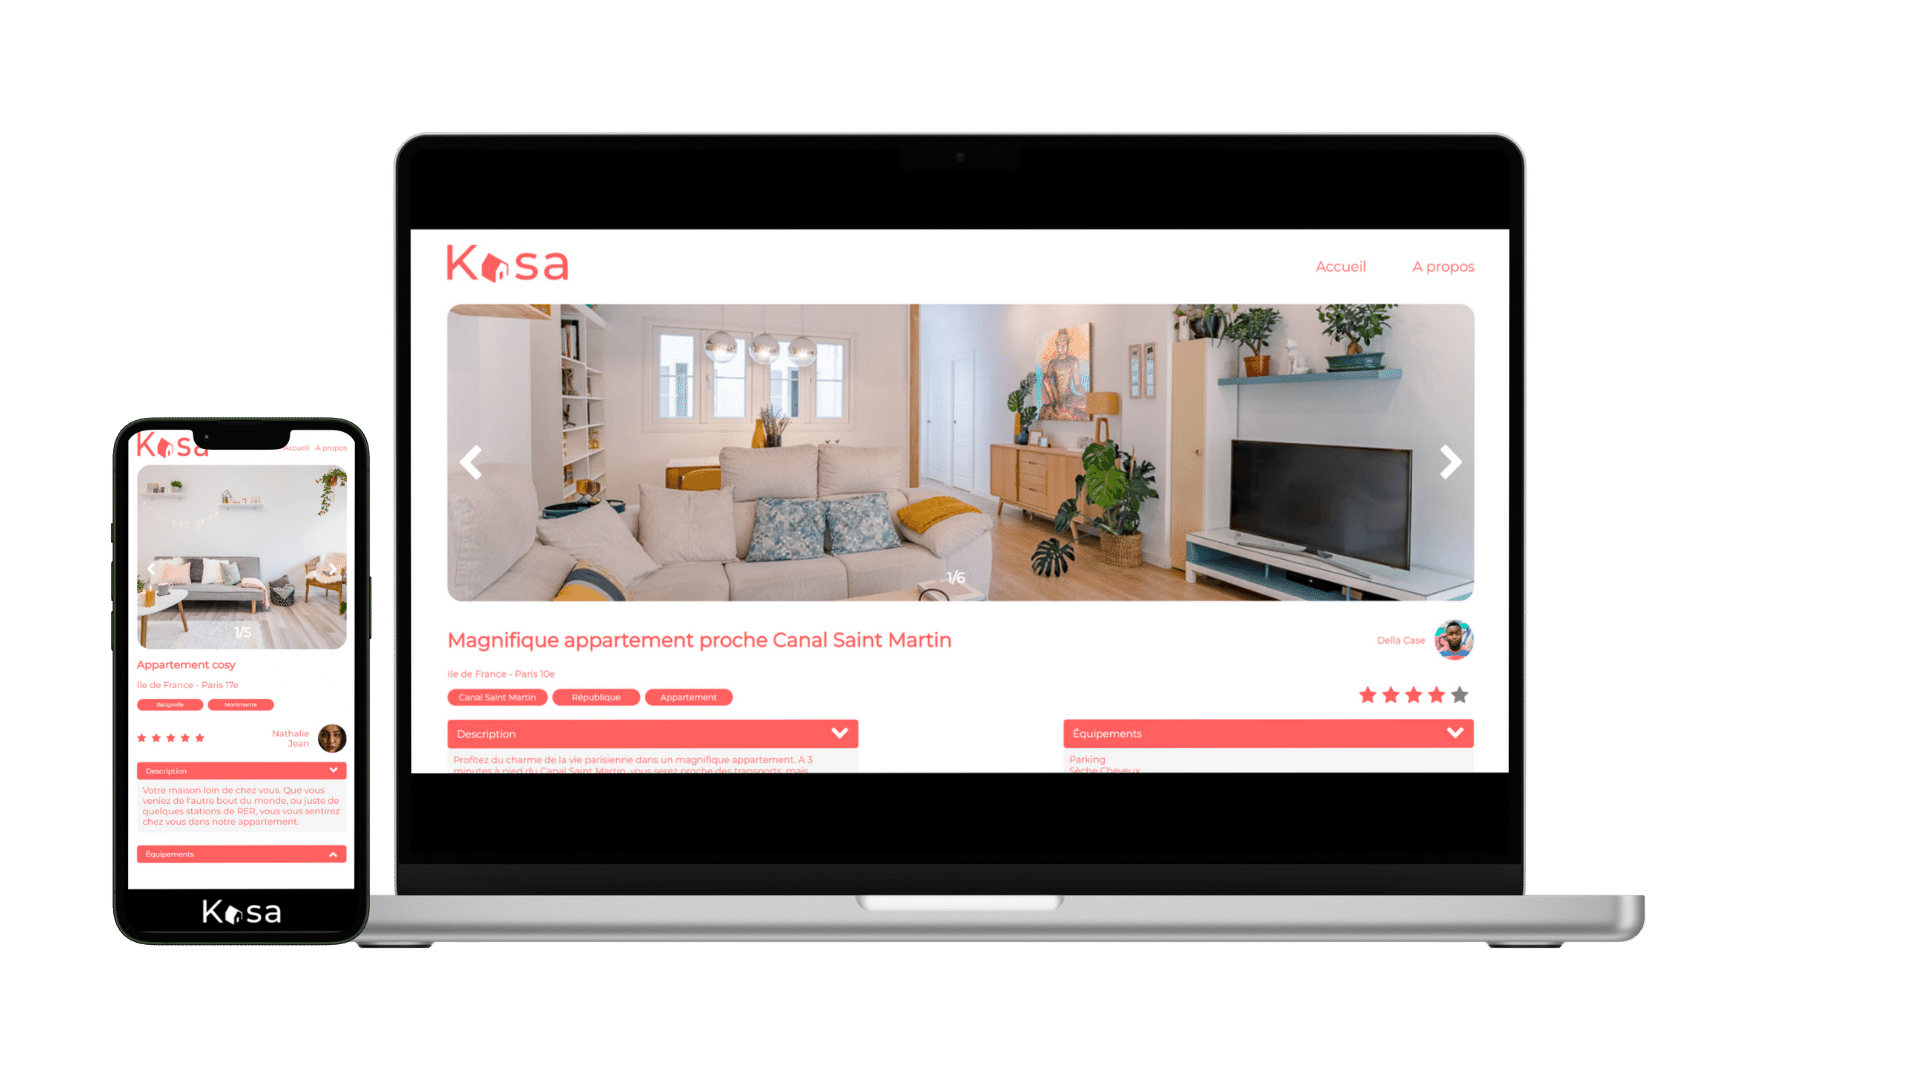 Kasa
Accueil A propos
1/5
Appartement cosy
Ile de France - Paris 17e
Batignolle Montmartre
Nathalie
Jean
Description
Votre maison loin de chez vous. Que vous
veniez de l'autre bout du monde, ou juste de
quelques stations de RER, vous vous sentirez
chez vous dans notre appartement.
Équipements
Kasa
Kasa
Accueil A propos
1/6
Magnifique appartement proche Canal Saint Martin
Della Case
Ile de France - Paris 10e
Canal Saint Martin République Appartement
Description
Équipements
Profitez du charme de la vie parisienne dans un magnifique appartement. A 3
minutes à pied du Canal Saint Martin, vous serez proche des transports, mais
Parking
Sèche Cheveux